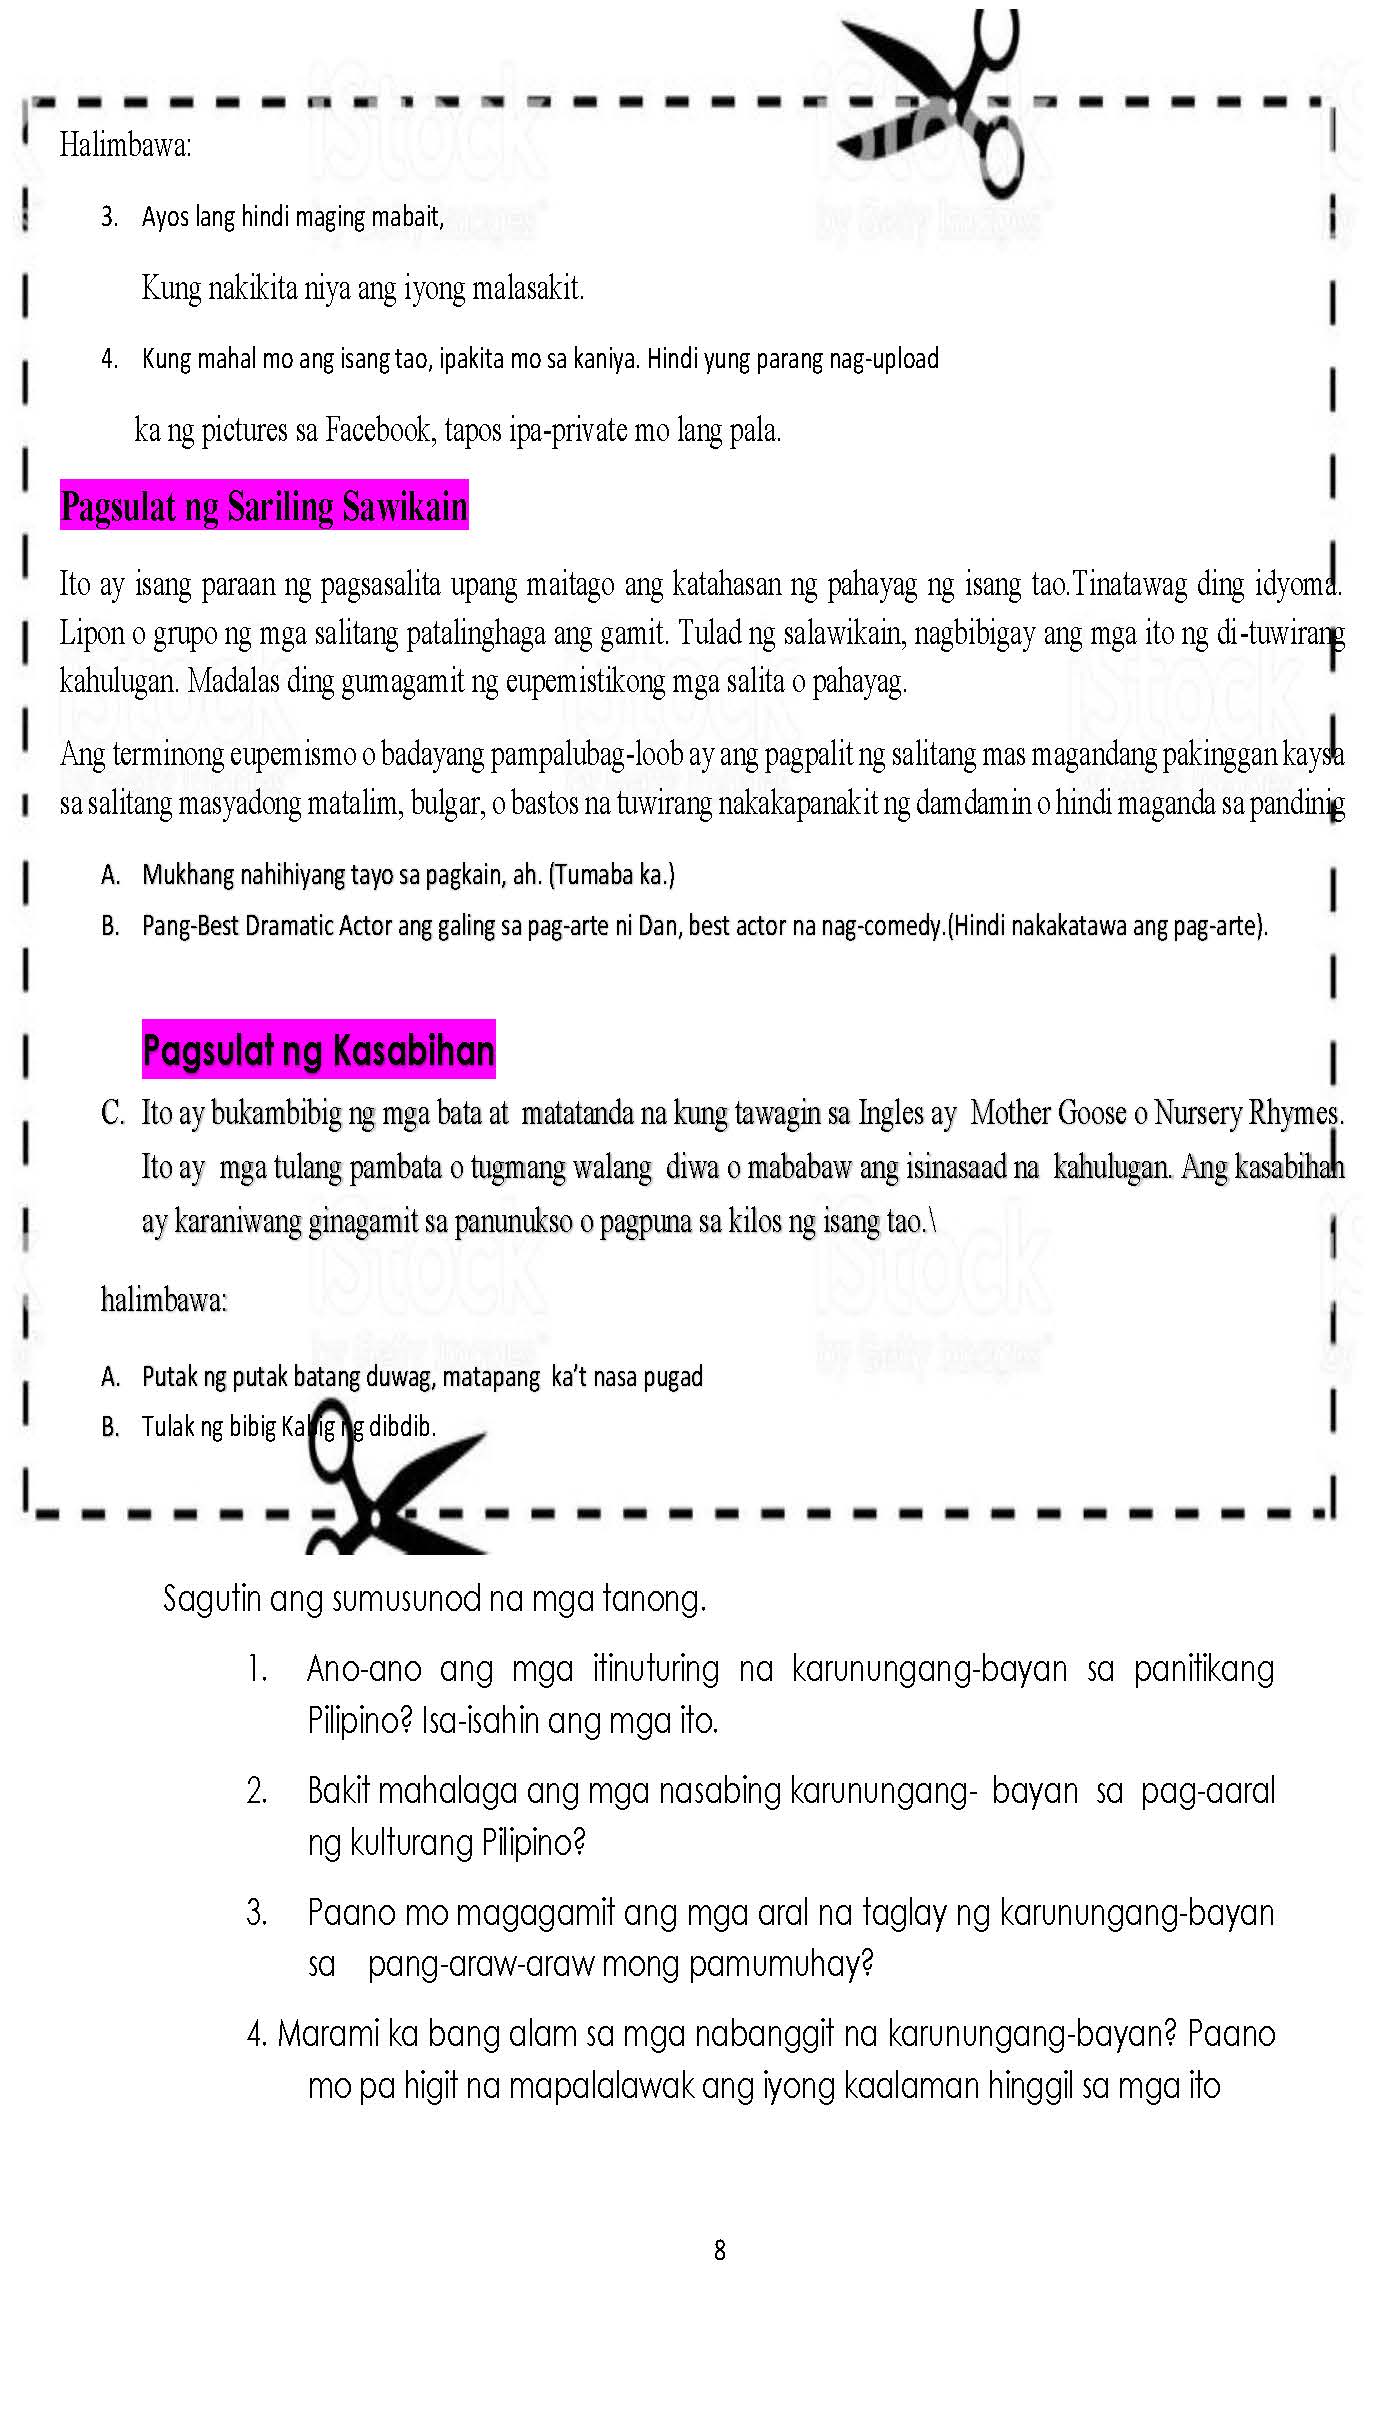 Halimbawa:
3. Ayos lang hindi maging mabait,
Kung nakikita niya ang iyong malasakit.
4. Kung mahal mo ang isang tao, ipakita mo sa kaniya. Hindi yung parang nag-upload
ka ng pictures sa Facebook, tapos ipa-private mo lang pala.
Pagsulat ng Sariling Sawikain
Ito ay isang paraan ng pagsasalita upang maitago ang katahasan ng pahayag ng isang tao.Tinatawag ding idyoma.
Lipon o grupo ng mga salitang patalinghaga ang gamit. Tulad ng salawikain, nagbibigay ang mga ito ng di-tuwirang
kahulugan. Madalas ding gumagamit ng eupemistikong mga salita o pahayag.
Ang terminong eupemismo o badayang pampalubag-loob ay ang pagpalit ng salitang mas magandang pakinggan kaysa
sa salitang masyadong matalim, bulgar, o bastos na tuwirang nakakapanakit ng damdamin o hindi maganda sa pandinig
A. Mukhang nahihiyang tayo sa pagkain, ah. (Tumaba ka.)
B. Pang-Best Dramatic Actor ang galing sa pag-arte ni Dan, best actor na nag-comedy.(Hindi nakakatawa ang pag-arte).
Pagsulat ng Kasabihan
C. Ito ay bukambibig ng mga bata at matatanda na kung tawagin sa Ingles ay Mother Goose o Nursery Rhymes.
Ito ay mga tulang pambata o tugmang walang diwa o mababaw ang isinasaad na kahulugan. Ang kasabihan
ay karaniwang ginagamit sa panunukso o pagpuna sa kilos ng isang tao.\
halimbawa:
A. Putak ng putak batang duwag, matapang ka't nasa pugad
B. Tulak ng bibig Kabig ng dibdib.
Sagutin ang sumusunod na mga tanong.
1. Ano-ano ang mga itinuturing na karunungang-bayan sa panitikang
Pilipino? Isa-isahin ang mga ito.
2. Bakit mahalaga ang mga nasabing karunungang- bayan sa pag-aaral
ng kulturang Pilipino?
3. Paano mo magagamit ang mga aral na taglay ng karunungang-bayan
sa pang-araw-araw mong pamumuhay?
4. Marami ka bang alam sa mga nabanggit na karunungang-bayan? Paano
mo pa higit na mapalalawak ang iyong kaalaman hinggil sa mga ito
8
iStock
by Getty Images